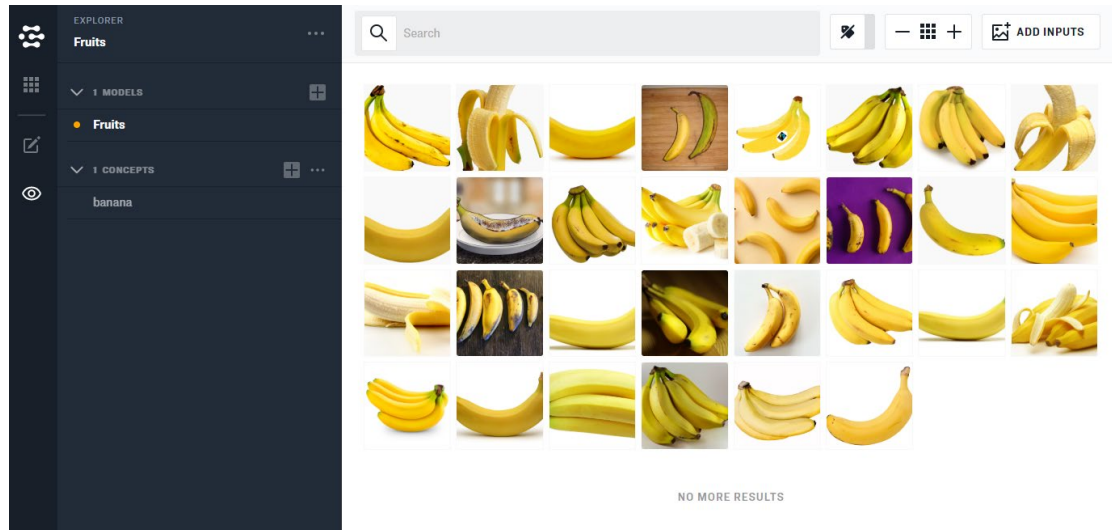 EXPLORER
Fruits
1 MODELS
Fruits
1 CONCEPTS
banana
Search
ADD INPUTS
NO MORE RESULTS